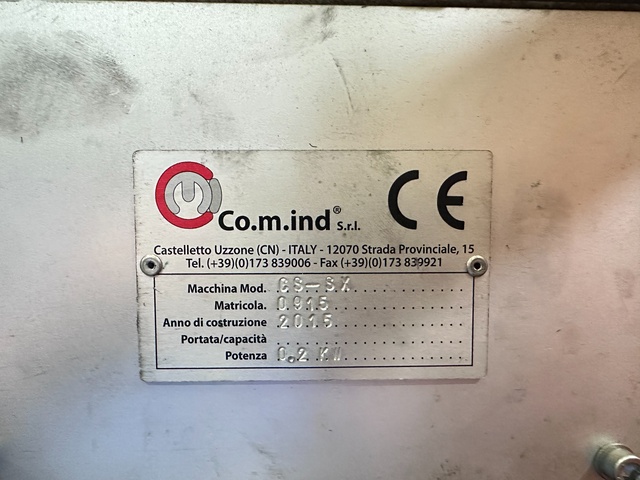 Co.m.ind® S.r.l. CE
Castelletto Uzzone (CN) - ITALY - 12070 Strada Provinciale, 15
Tel. (+39)(0)173 839006 - Fax (+39)(0)173 839921
Macchina Mod. CS-SX
Matricola. 0915
Anno di costruzione 2015
Portata/capacità
Potenza 0.2 KW